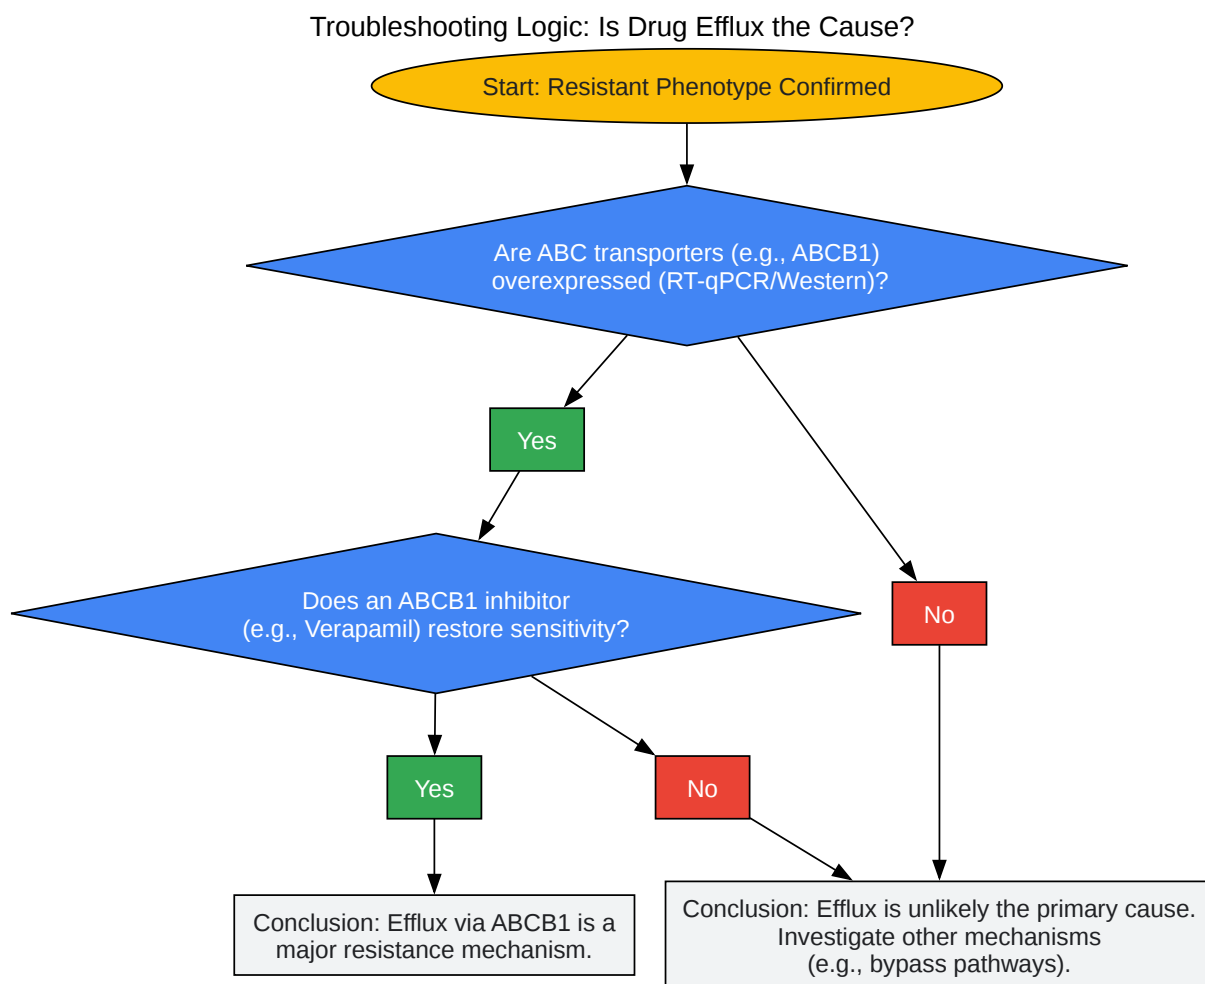 Troubleshooting Logic: Is Drug Efflux the Cause?
Start: Resistant Phenotype Confirmed
Are ABC transporters (e.g., ABCB1)
overexpressed (RT-qPCR/Western)?
Yes
No
Does an ABCB1 inhibitor
(e.g., Verapamil) restore sensitivity?
Yes
No
Conclusion: Efflux via ABCB1 is a
major resistance mechanism.
Conclusion: Efflux is unlikely the primary cause.
Investigate other mechanisms
(e.g., bypass pathways).